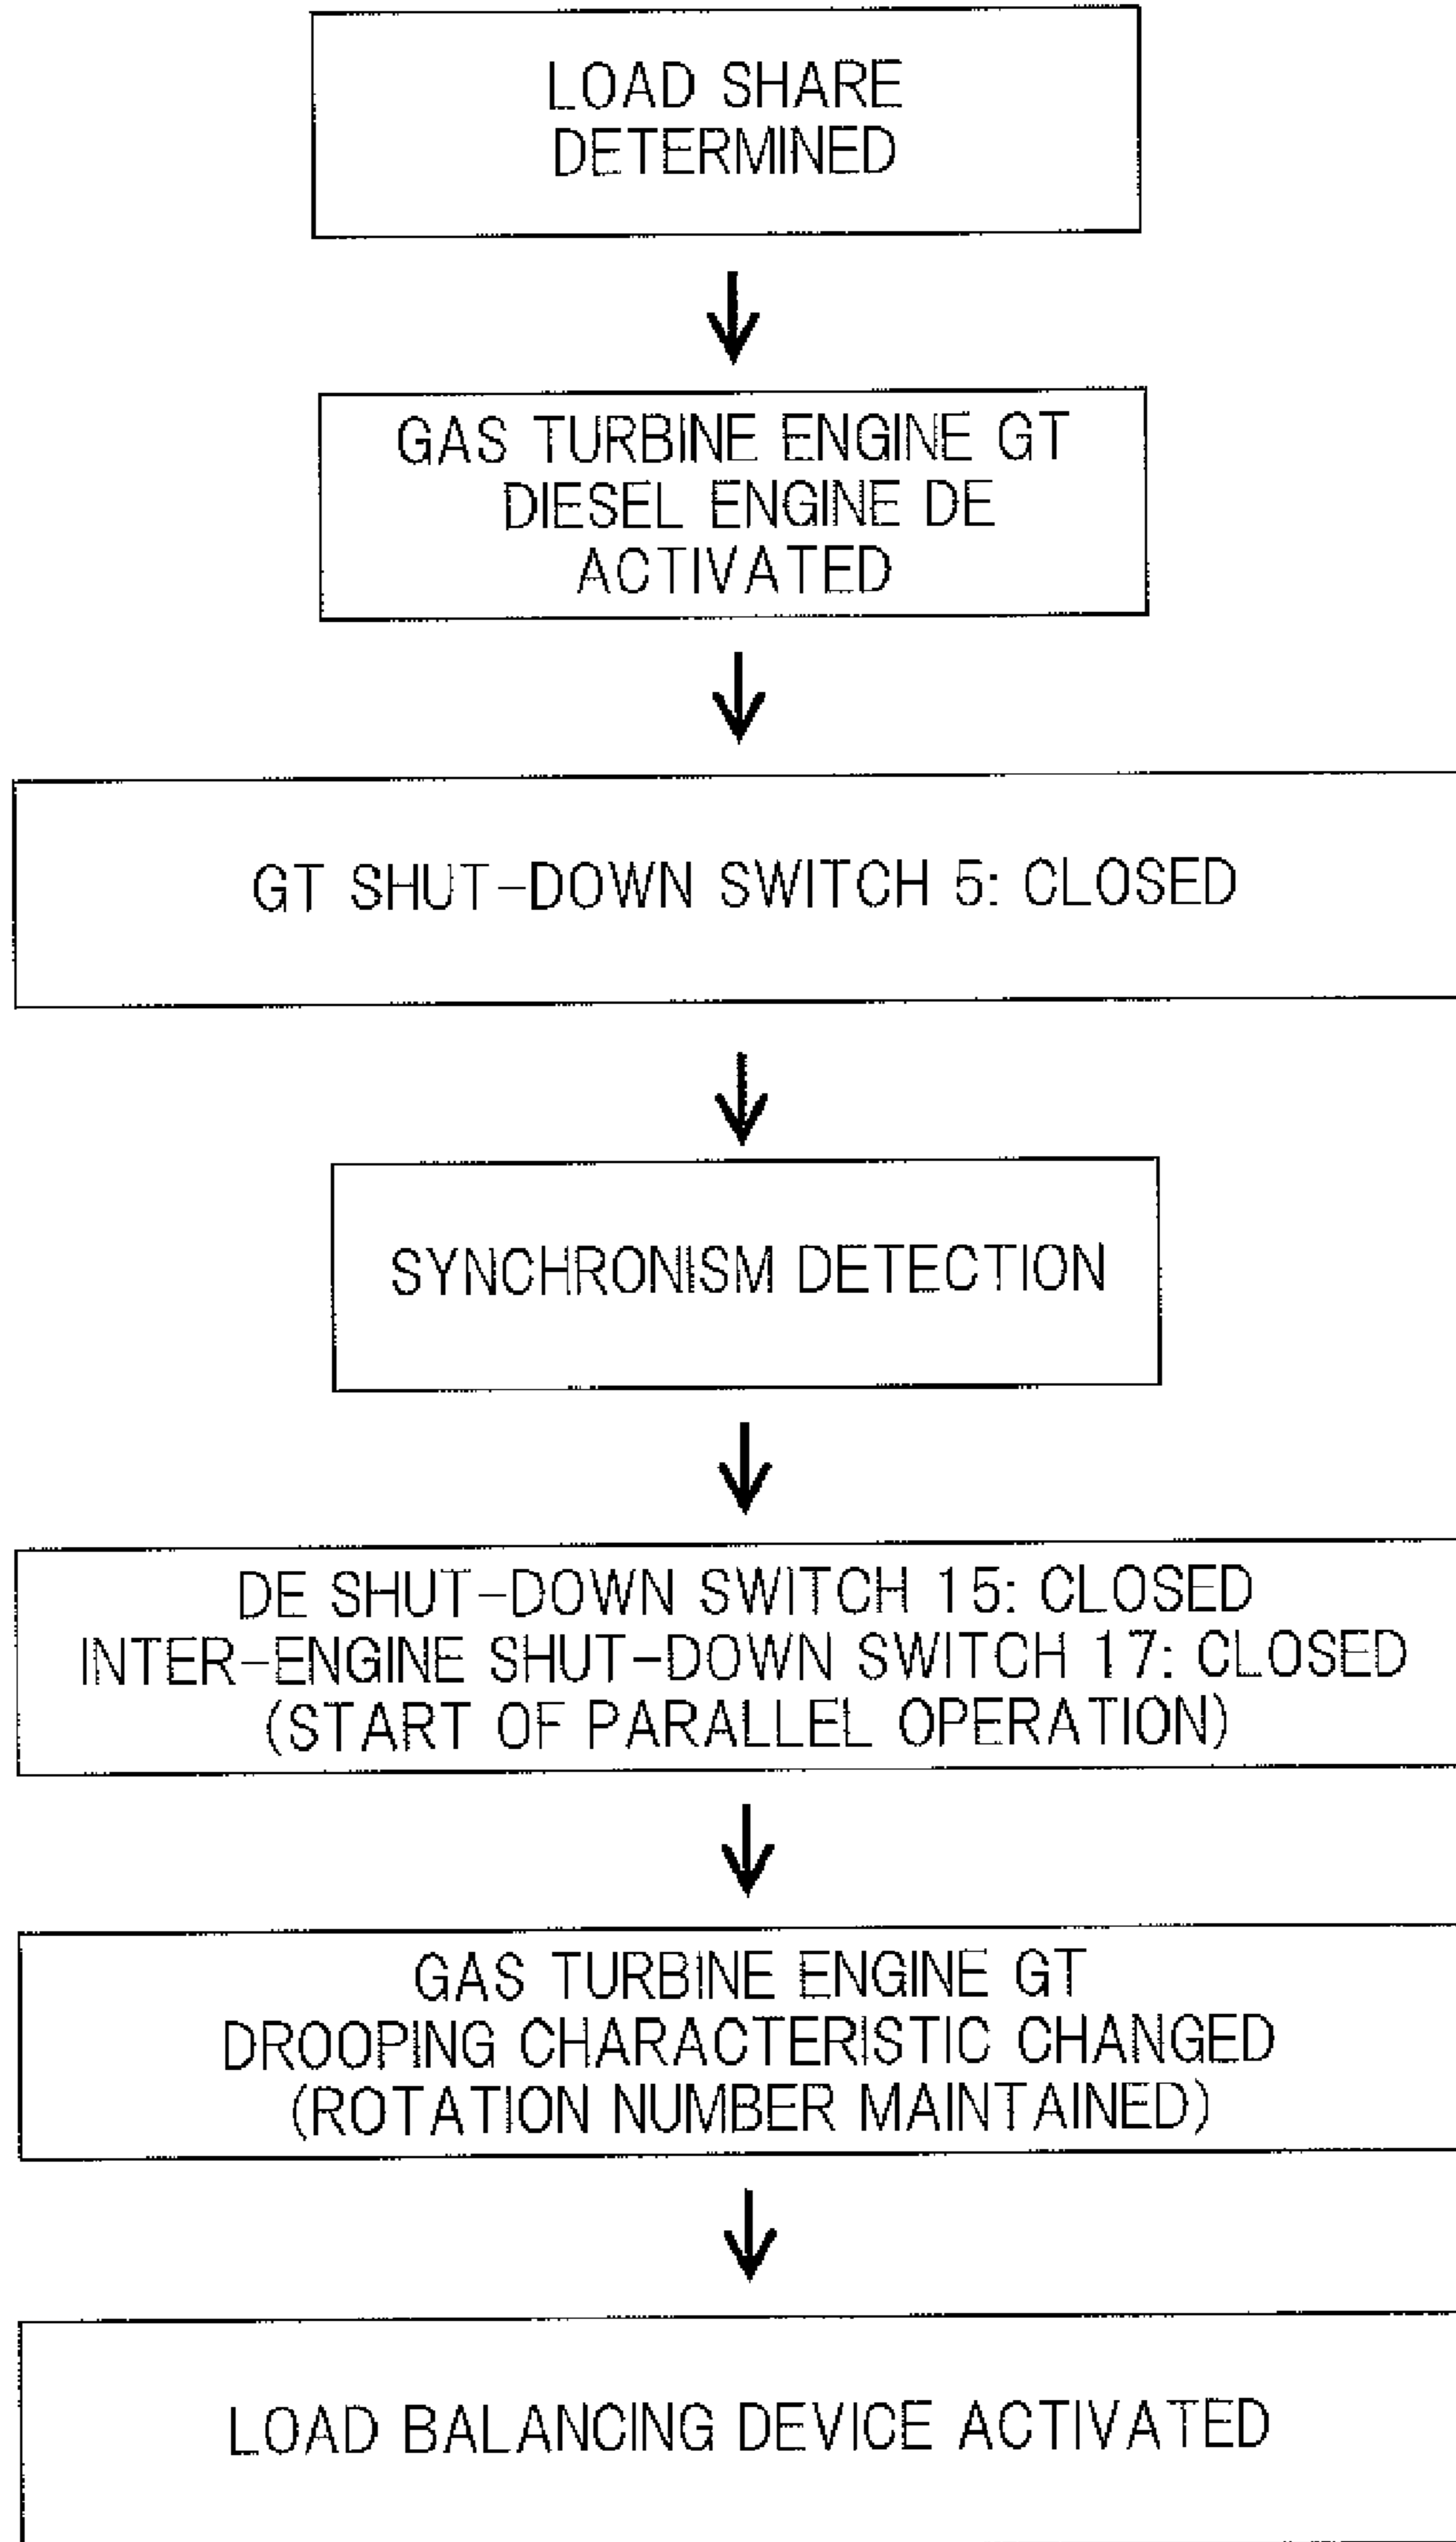 LOAD SHARE
DETERMINED
GAS TURBINE ENGINE GT
DIESEL ENGINE DE
ACTIVATED
GT SHUT-DOWN SWITCH 5: CLOSED
SYNCHRONISM DETECTION
DE SHUT-DOWN SWITCH 15: CLOSED
INTER-ENGINE SHUT-DOWN SWITCH 17: CLOSED
(START OF PARALLEL OPERATION)
GAS TURBINE ENGINE GT
DROOPING CHARACTERISTIC CHANGED
(ROTATION NUMBER MAINTAINED)
LOAD BALANCING DEVICE ACTIVATED